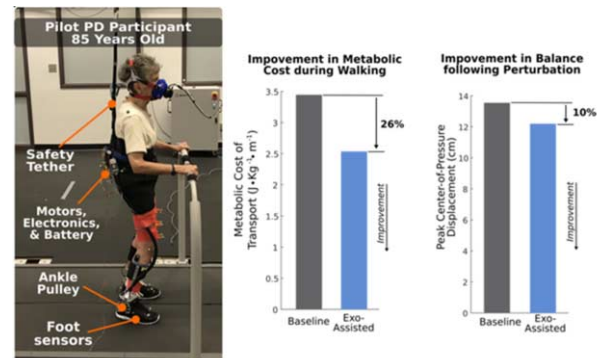 Pilot PD Participant
85 Years Old
Safety
Tether
Motors,
Electronics,
& Battery
Ankle
Pulley
Foot
sensors
Impovement in Metabolic
Cost during Walking
Metabolic Cost of
Transport (J•Kg⁻¹•m⁻¹)
3.5
3
2.5
2
1.5
1
0.5
0
26%
Improvement
Baseline
Exo-
Assisted
Improvement in Balance
following Perturbation
Peak Center-of-Pressure
Displacement (cm)
14
12
10
8
6
4
2
0
10%
Improvement
Baseline
Exo-
Assisted